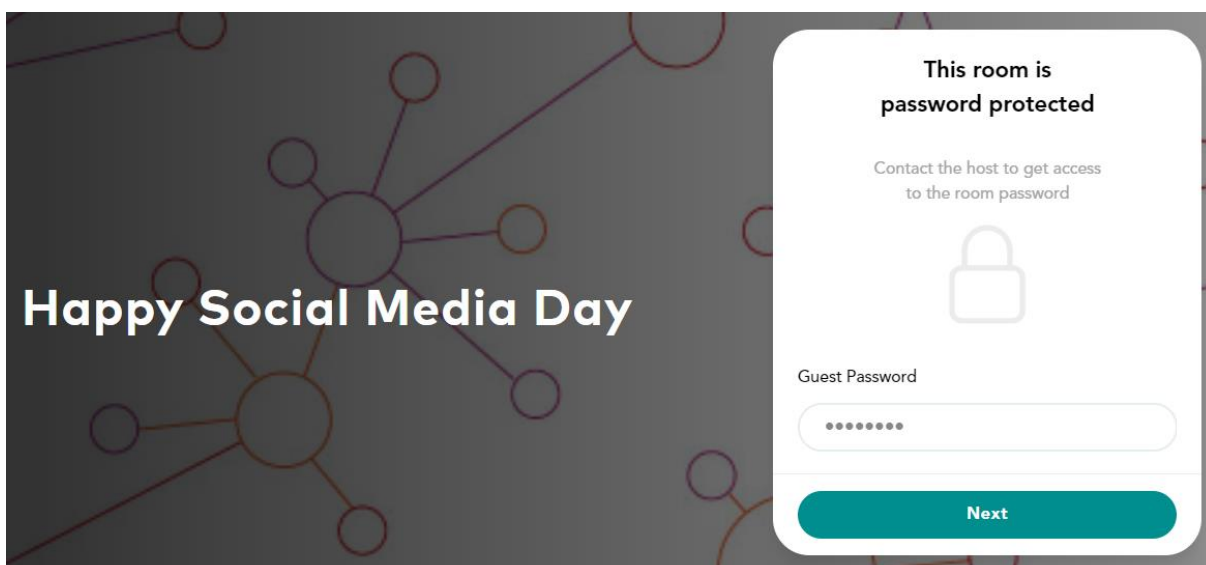 Happy Social Media Day
This room is
password protected
Contact the host to get access
to the room password
Guest Password
••••••••
Next